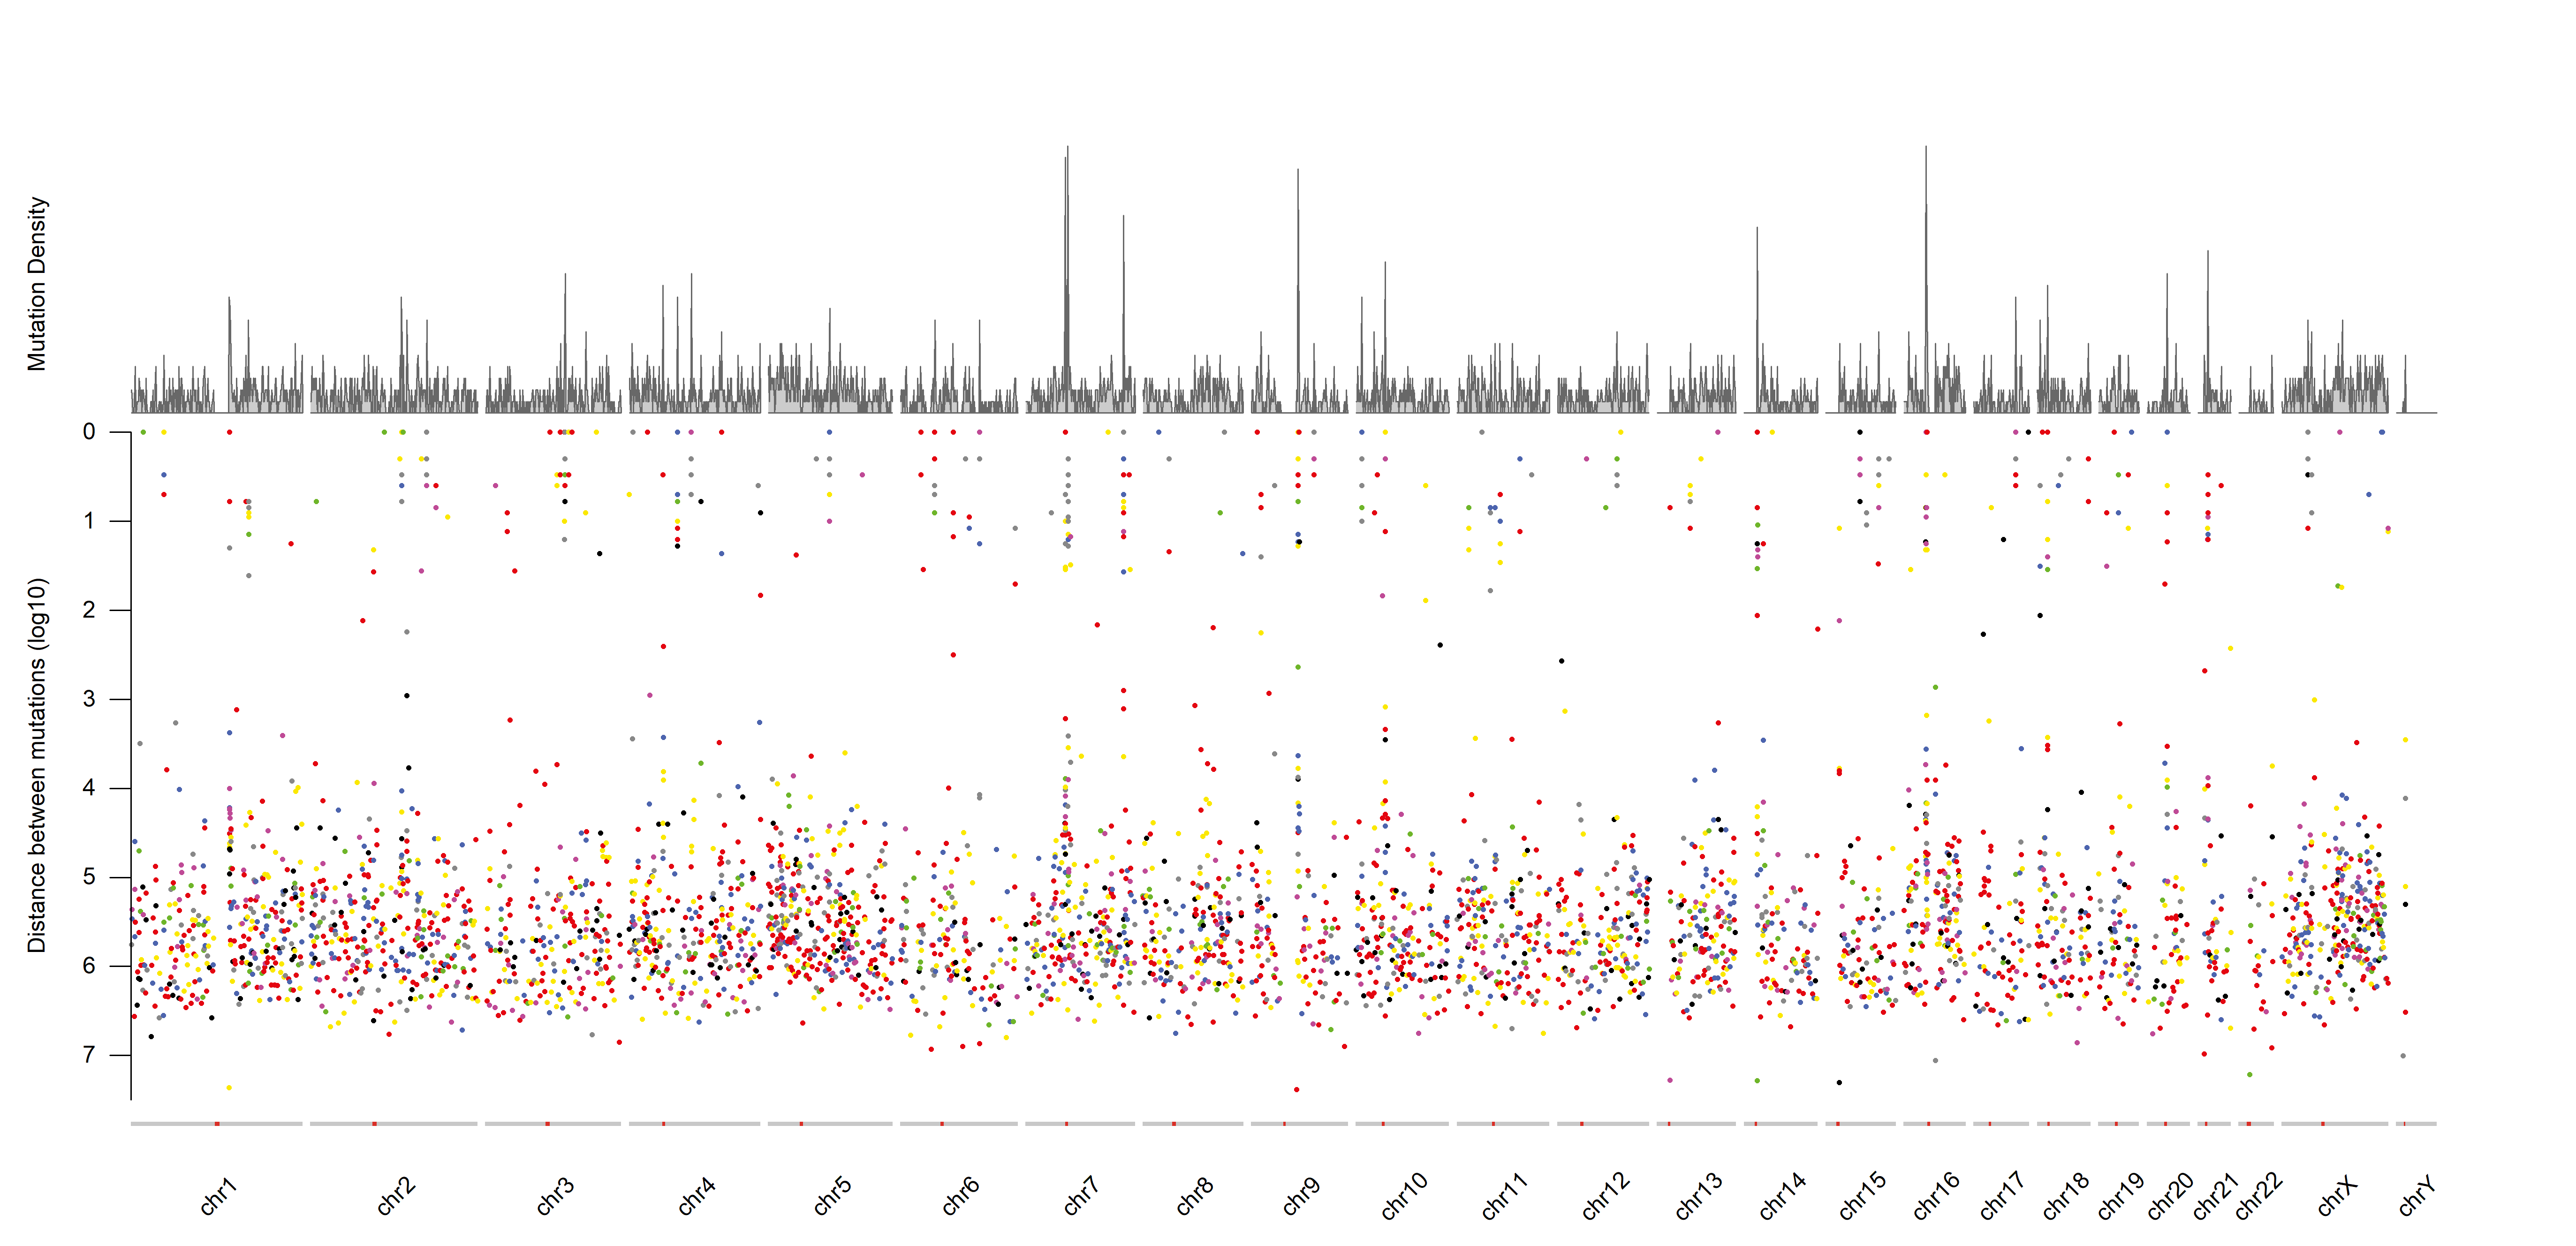 Mutation Density
Distance between mutations (log10)
0
1
2
3
4
5
6
7
chr1
chr2
chr3
chr4
chr5
chr6
chr7
chr8
chr9
chr10
chr11
chr12
chr13
chr14
chr15
chr16
chr17
chr18
chr19
chr20
chr21
chr22
chrX
chrY